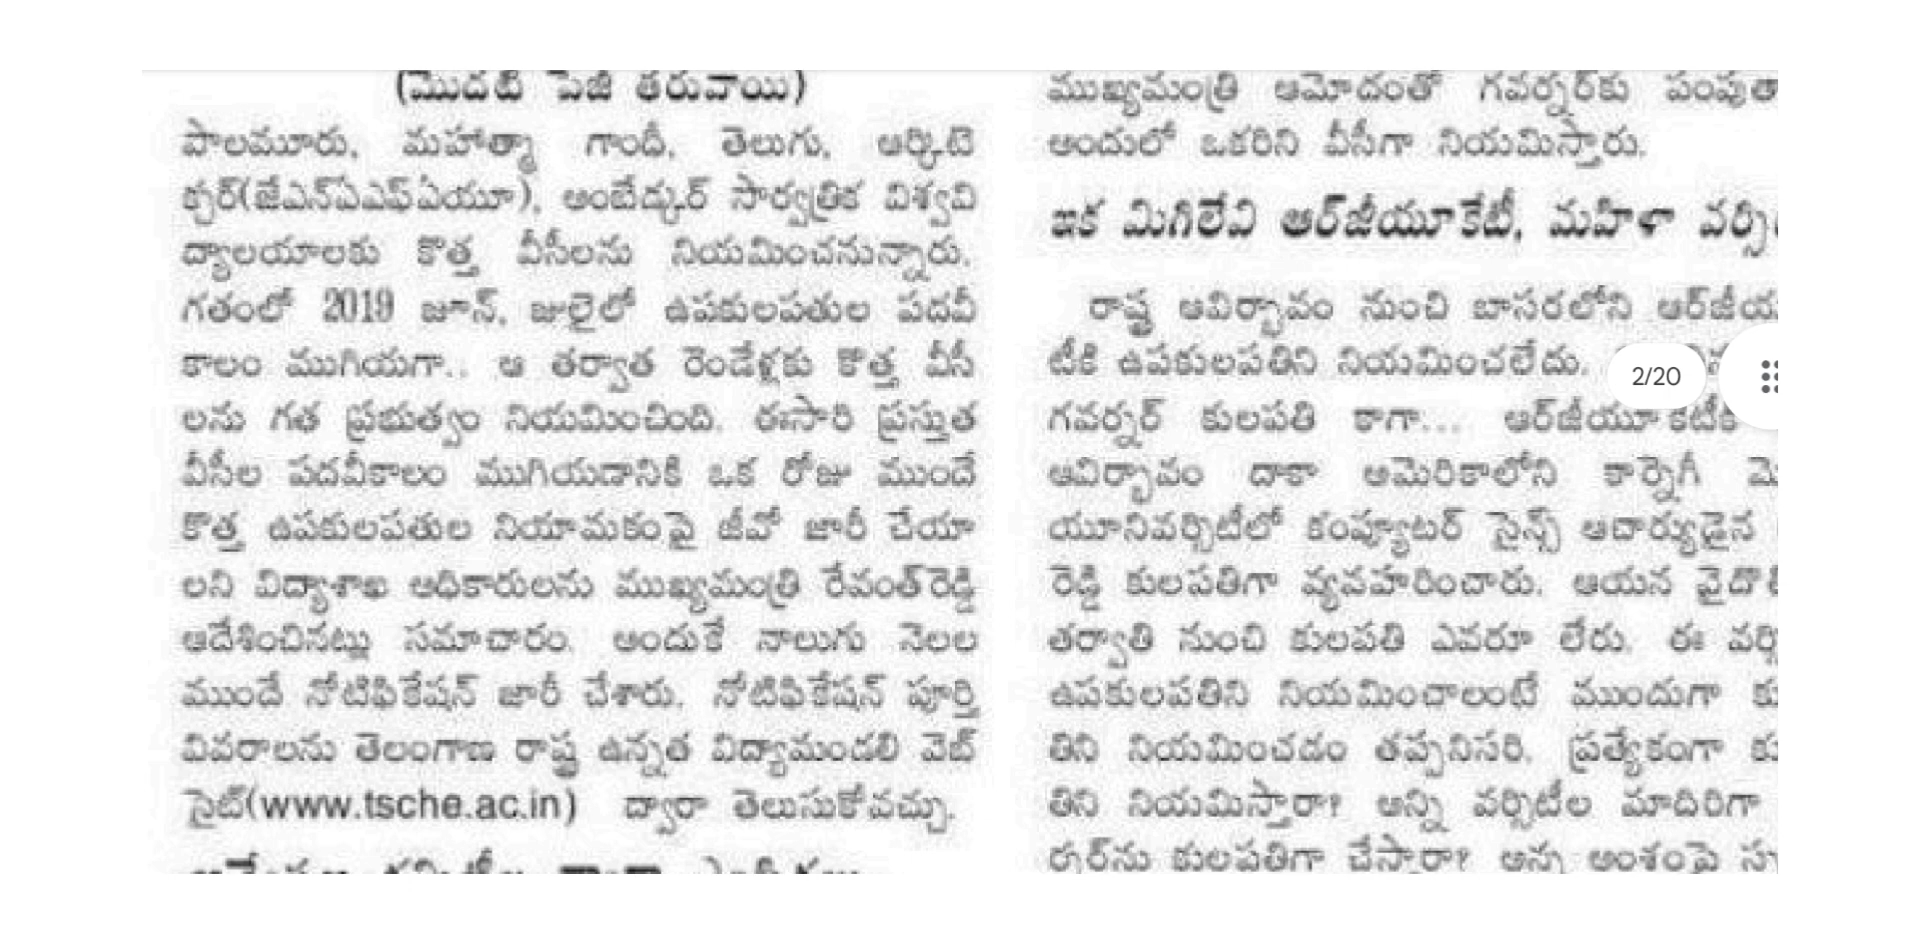 (మొదటి పేజీ తరువాయి)
పాలమూరు, మహాత్మా గాంధీ, తెలుగు, ఆర్కిటె
క్చర్(జేఎన్ఏఎఫ్ఏయూ), అంబేడ్కర్ సార్వత్రిక విశ్వవి
ద్యాలయాలకు కొత్త వీసీలను నియమించనున్నారు.
గతంలో 2019 జూన్, జులైలో ఉపకులపతుల పదవీ
కాలం ముగియగా.. ఆ తర్వాత రెండేళ్లకు కొత్త వీసీ
లను గత ప్రభుత్వం నియమించింది. ఈసారి ప్రస్తుత
వీసీల పదవీకాలం ముగియడానికి ఒక రోజు ముందే
కొత్త ఉపకులపతుల నియామకంపై జీవో జారీ చేయా
లని విద్యాశాఖ అధికారులను ముఖ్యమంత్రి రేవంత్‌రెడ్డి
ఆదేశించినట్లు సమాచారం. అందుకే నాలుగు నెలల
ముందే నోటిఫికేషన్ జారీ చేశారు. నోటిఫికేషన్ పూర్తి
వివరాలను తెలంగాణ రాష్ట్ర ఉన్నత విద్యామండలి వెబ్
సైట్(www.tsche.ac.in) ద్వారా తెలుసుకోవచ్చు.
ముఖ్యమంత్రి ఆమోదంతో గవర్నర్‌కు పంపుతా
అందులో ఒకరిని వీసీగా నియమిస్తారు.
ఇక మిగిలేవి ఆర్‌జీయూకేటీ, మహిళా వర్సి
రాష్ట్ర ఆవిర్భావం నుంచి బాసరలోని ఆర్‌జీయ
టీకి ఉపకులపతిని నియమించలేదు.
2/20
గవర్నర్ కులపతి కాగా... ఆర్‌జీయూకేటీకి
ఆవిర్భావం దాకా అమెరికాలోని కార్నెగీ మె
యూనివర్సిటీలో కంప్యూటర్ సైన్స్ ఆచార్యుడైన
రెడ్డి కులపతిగా వ్యవహరించారు. ఆయన వైదొ
తర్వాతి నుంచి కులపతి ఎవరూ లేరు. ఈ వర్సి
ఉపకులపతిని నియమించాలంటే ముందుగా కు
తిని నియమించడం తప్పనిసరి. ప్రత్యేకంగా కు
తిని నియమిస్తారా? అన్ని వర్సిటీల మాదిరిగా
ర్నర్‌ను కులపతిగా చేస్తారా? అన్న అంశంపై స్ప